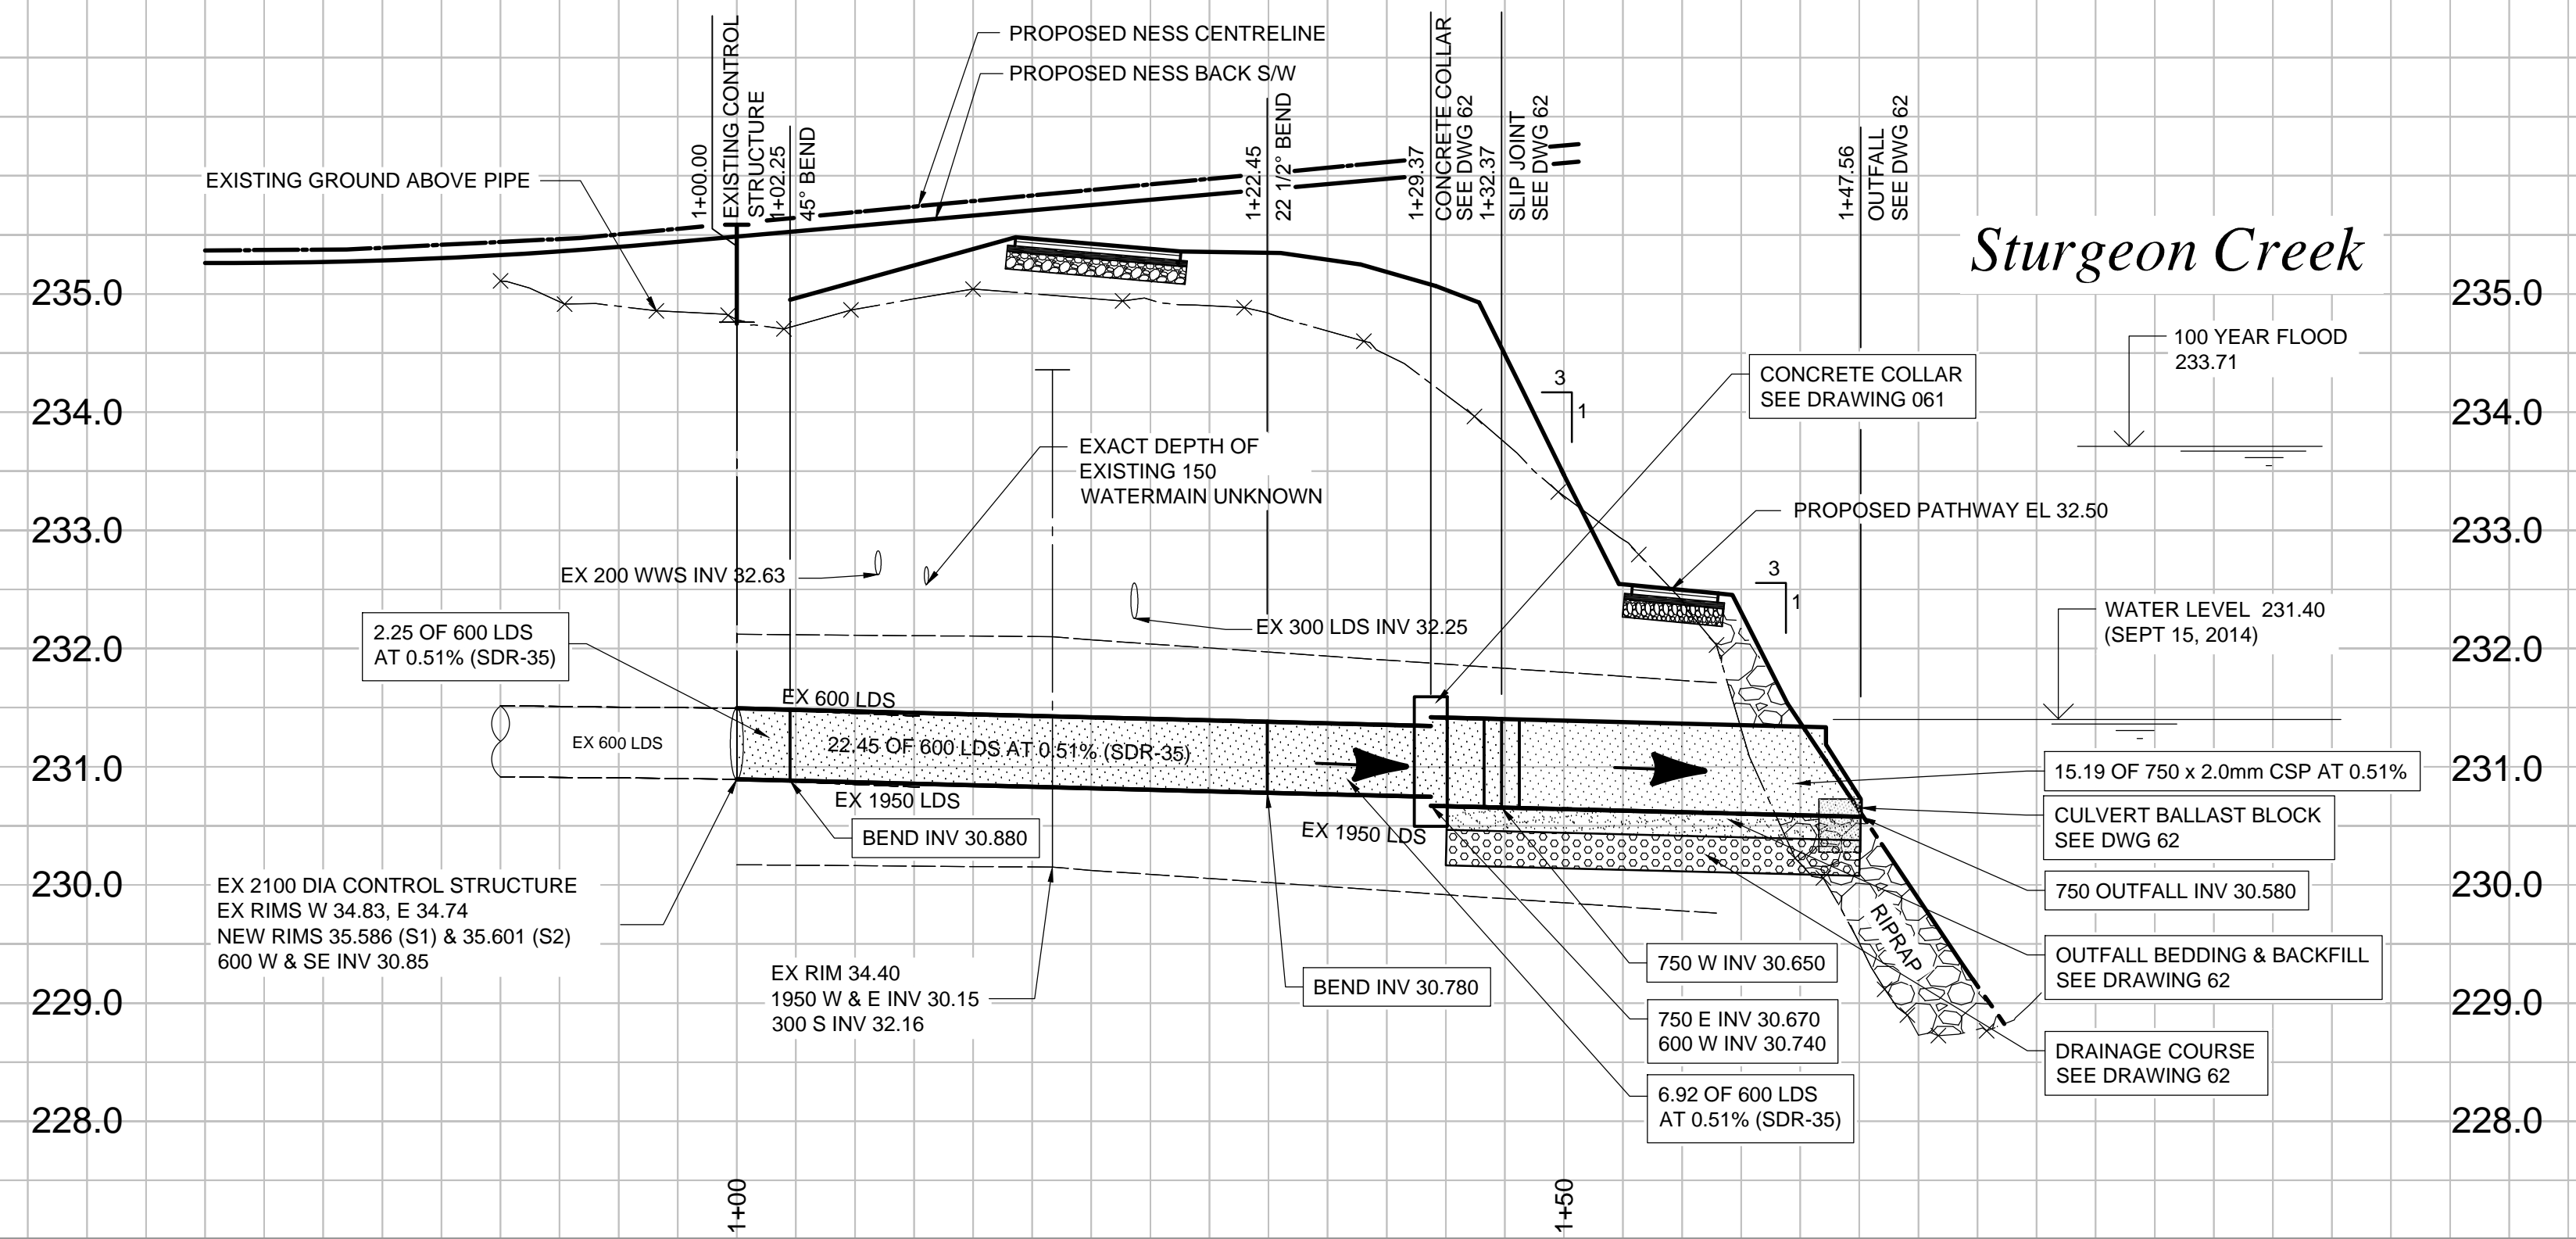 PROPOSED NESS CENTRELINE
PROPOSED NESS BACK S/W
EXISTING GROUND ABOVE PIPE
1+00.00
EXISTING CONTROL
STRUCTURE
1+02.25
45° BEND
1+22.45
22 1/2° BEND
1+29.37
CONCRETE COLLAR
SEE DWG 62
1+32.37
SLIP JOINT
SEE DWG 62
1+47.56
OUTFALL
SEE DWG 62
Sturgeon Creek
235.0
235.0
100 YEAR FLOOD
233.71
CONCRETE COLLAR
SEE DRAWING 061
234.0
234.0
EXACT DEPTH OF
EXISTING 150
WATERMAIN UNKNOWN
3
1
233.0
233.0
PROPOSED PATHWAY EL 32.50
EX 200 WWS INV 32.63
3
1
EX 300 LDS INV 32.25
WATER LEVEL 231.40
(SEPT 15, 2014)
2.25 OF 600 LDS
AT 0.51% (SDR-35)
232.0
232.0
EX 600 LDS
EX 600 LDS
22.45 OF 600 LDS AT 0.51% (SDR-35)
231.0
231.0
15.19 OF 750 x 2.0mm CSP AT 0.51%
EX 1950 LDS
CULVERT BALLAST BLOCK
SEE DWG 62
BEND INV 30.880
EX 1950 LDS
750 OUTFALL INV 30.580
230.0
230.0
EX 2100 DIA CONTROL STRUCTURE
EX RIMS W 34.83, E 34.74
NEW RIMS 35.586 (S1) & 35.601 (S2)
600 W & SE INV 30.85
RIPRAP
OUTFALL BEDDING & BACKFILL
SEE DRAWING 62
750 W INV 30.650
EX RIM 34.40
1950 W & E INV 30.15
300 S INV 32.16
BEND INV 30.780
229.0
229.0
750 E INV 30.670
600 W INV 30.740
DRAINAGE COURSE
SEE DRAWING 62
6.92 OF 600 LDS
AT 0.51% (SDR-35)
228.0
228.0
1+00
1+50